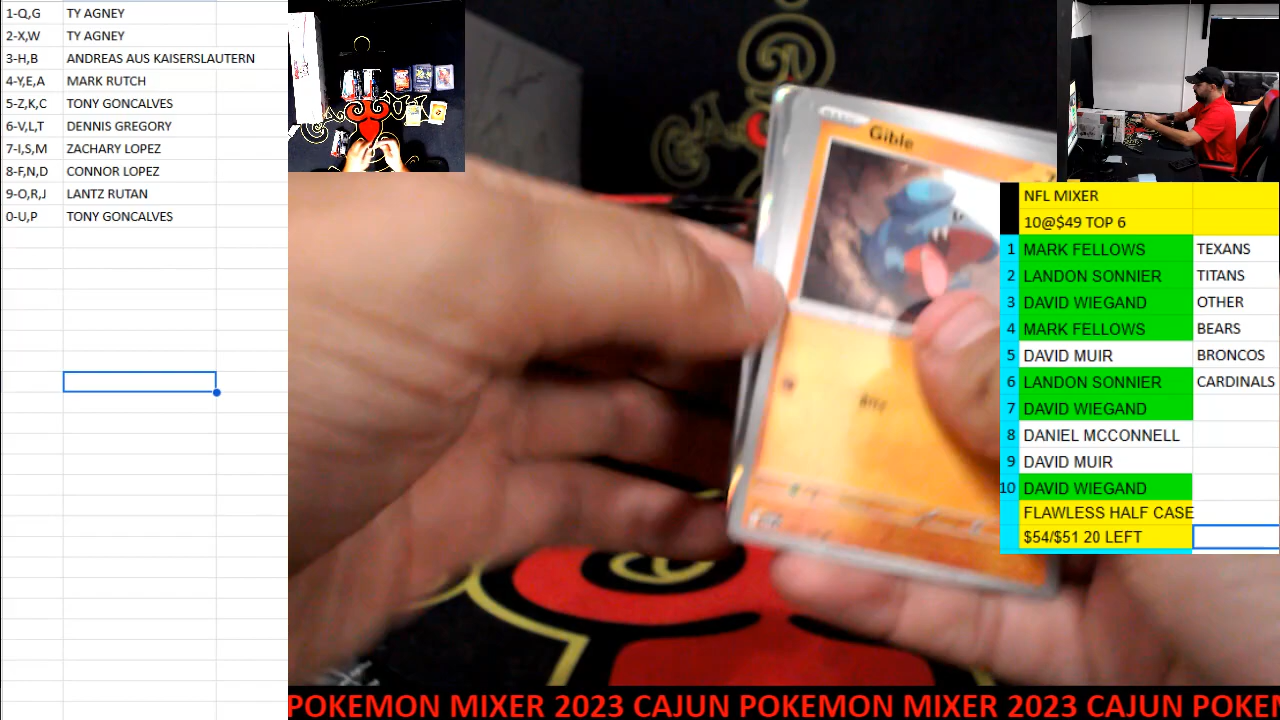 1-Q,G TY AGNEY
2-X,W TY AGNEY
3-H,B ANDREAS AUS KAISERSLAUTERN
4-Y,E,A MARK RUTCH
5-Z,K,C TONY GONCALVES
6-V,L,T DENNIS GREGORY
7-I,S,M ZACHARY LOPEZ
8-F,N,D CONNOR LOPEZ
9-O,R,J LANTZ RUTAN
0-U,P TONY GONCALVES
BASIC Gible
Bite
NFL MIXER
10@$49 TOP 6
1 MARK FELLOWS TEXANS
2 LANDON SONNIER TITANS
3 DAVID WIEGAND OTHER
4 MARK FELLOWS BEARS
5 DAVID MUIR BRONCOS
6 LANDON SONNIER CARDINALS
7 DAVID WIEGAND
8 DANIEL MCCONNELL
9 DAVID MUIR
10 DAVID WIEGAND
FLAWLESS HALF CASE
$54/$51 20 LEFT
POKEMON MIXER 2023 CAJUN POKEMON MIXER 2023 CAJUN POKE